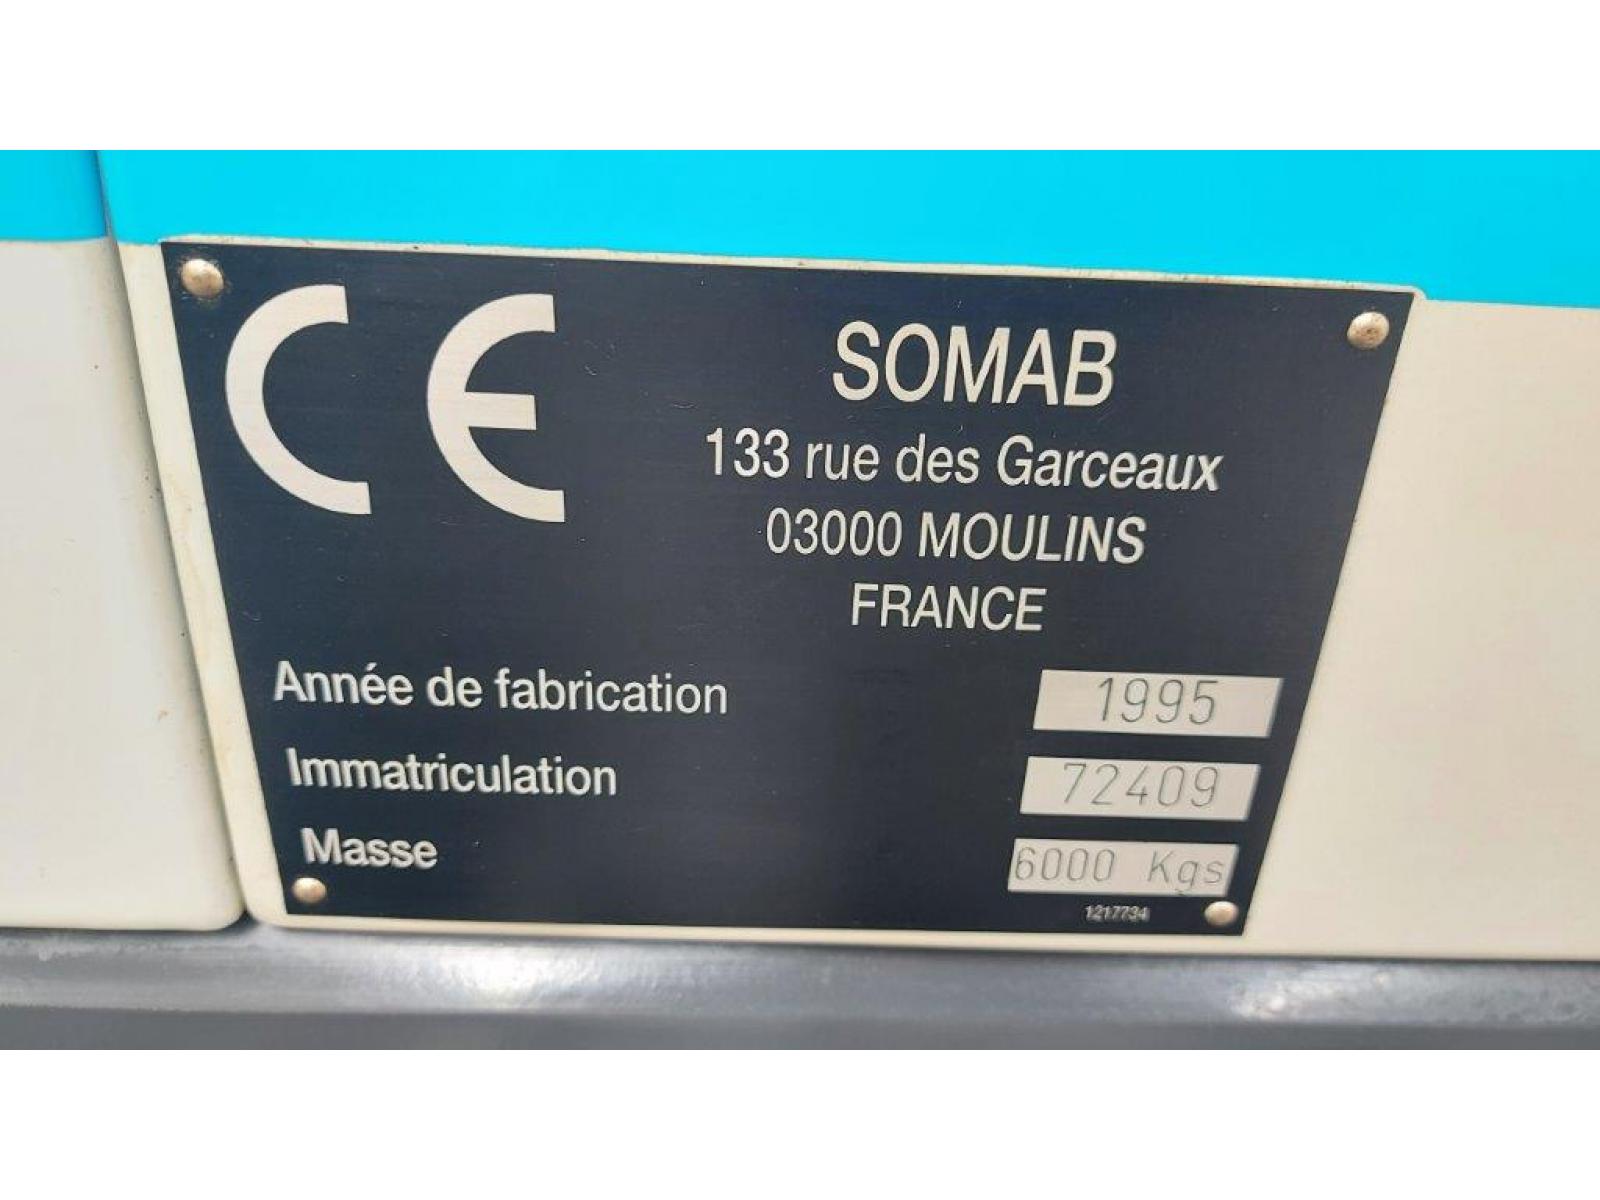 CE
SOMAB
133 rue des Garceaux
03000 MOULINS
FRANCE
Année de fabrication 1995
Immatriculation 72409
Masse 6000 Kgs
1217734